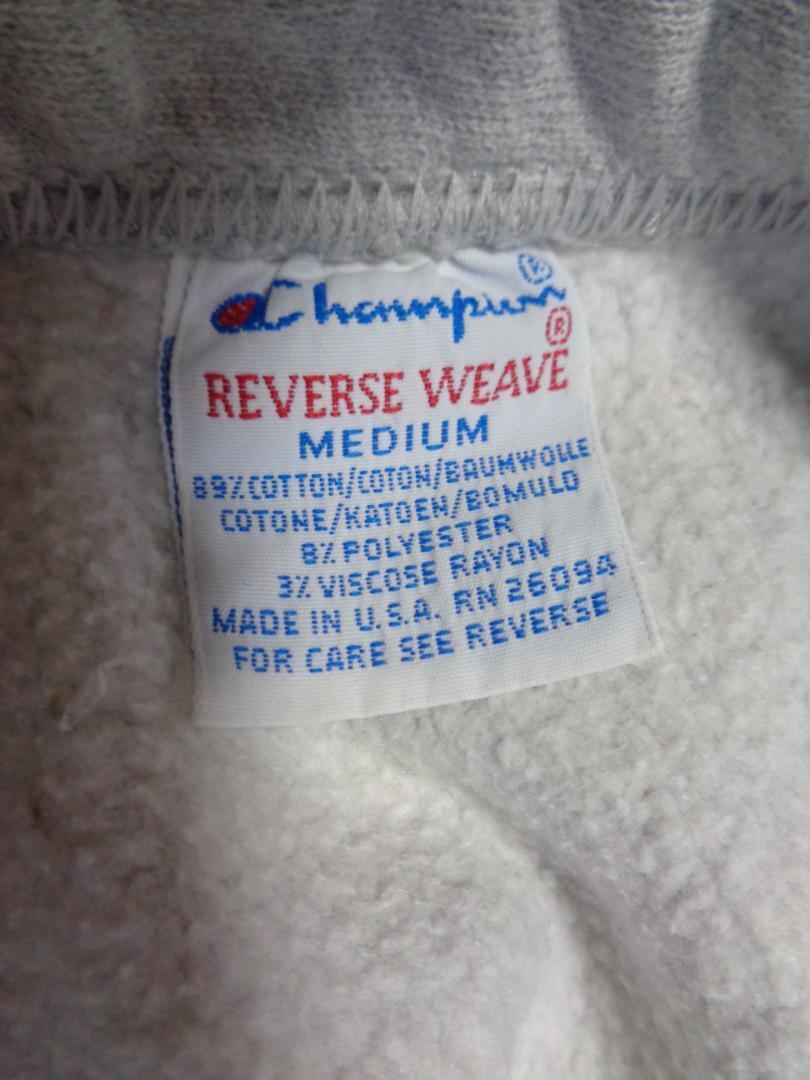 Champion®
REVERSE WEAVE®
MEDIUM
89% COTTON/COTON/BAUMWOLLE
COTONE/KATOEN/BOMULD
8% POLYESTER
3% VISCOSE RAYON
MADE IN U.S.A. RN 26094
FOR CARE SEE REVERSE